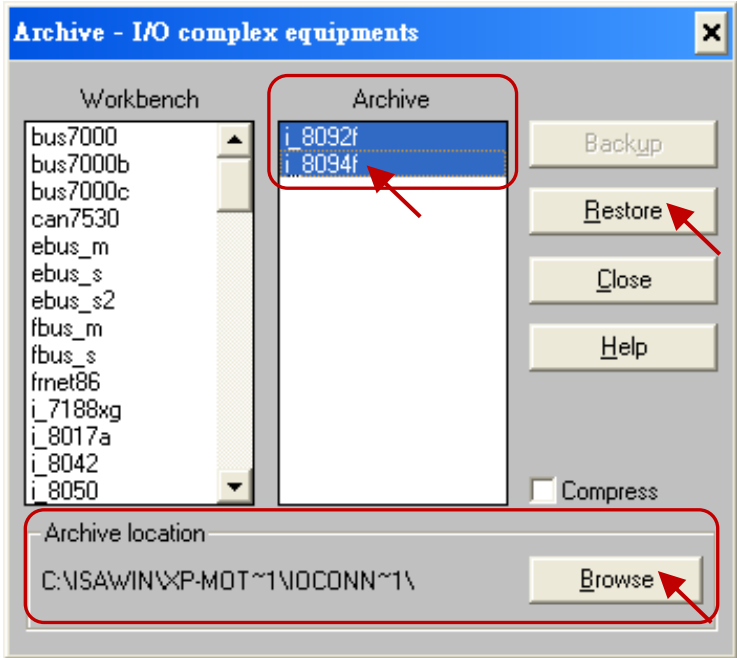 Archive - I/O complex equipments
Workbench
Archive
bus7000
bus7000b
bus7000c
can7530
ebus_m
ebus_s
ebus_s2
fbus_m
fbus_s
frnet86
i_7188xg
i_8017a
i_8042
i_8050
i_8092f
i_8094f
Backup
Restore
Close
Help
Compress
Archive location
C:\ISAWIN\XP-MOT~1\IOCONN~1\
Browse